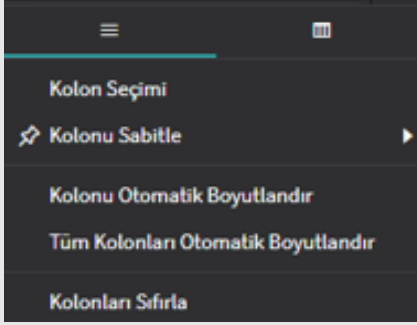 Kolon Seçimi
Kolonu Sabitle
Kolonu Otomatik Boyutlandır
Tüm Kolonları Otomatik Boyutlandır
Kolonları Sıfırla